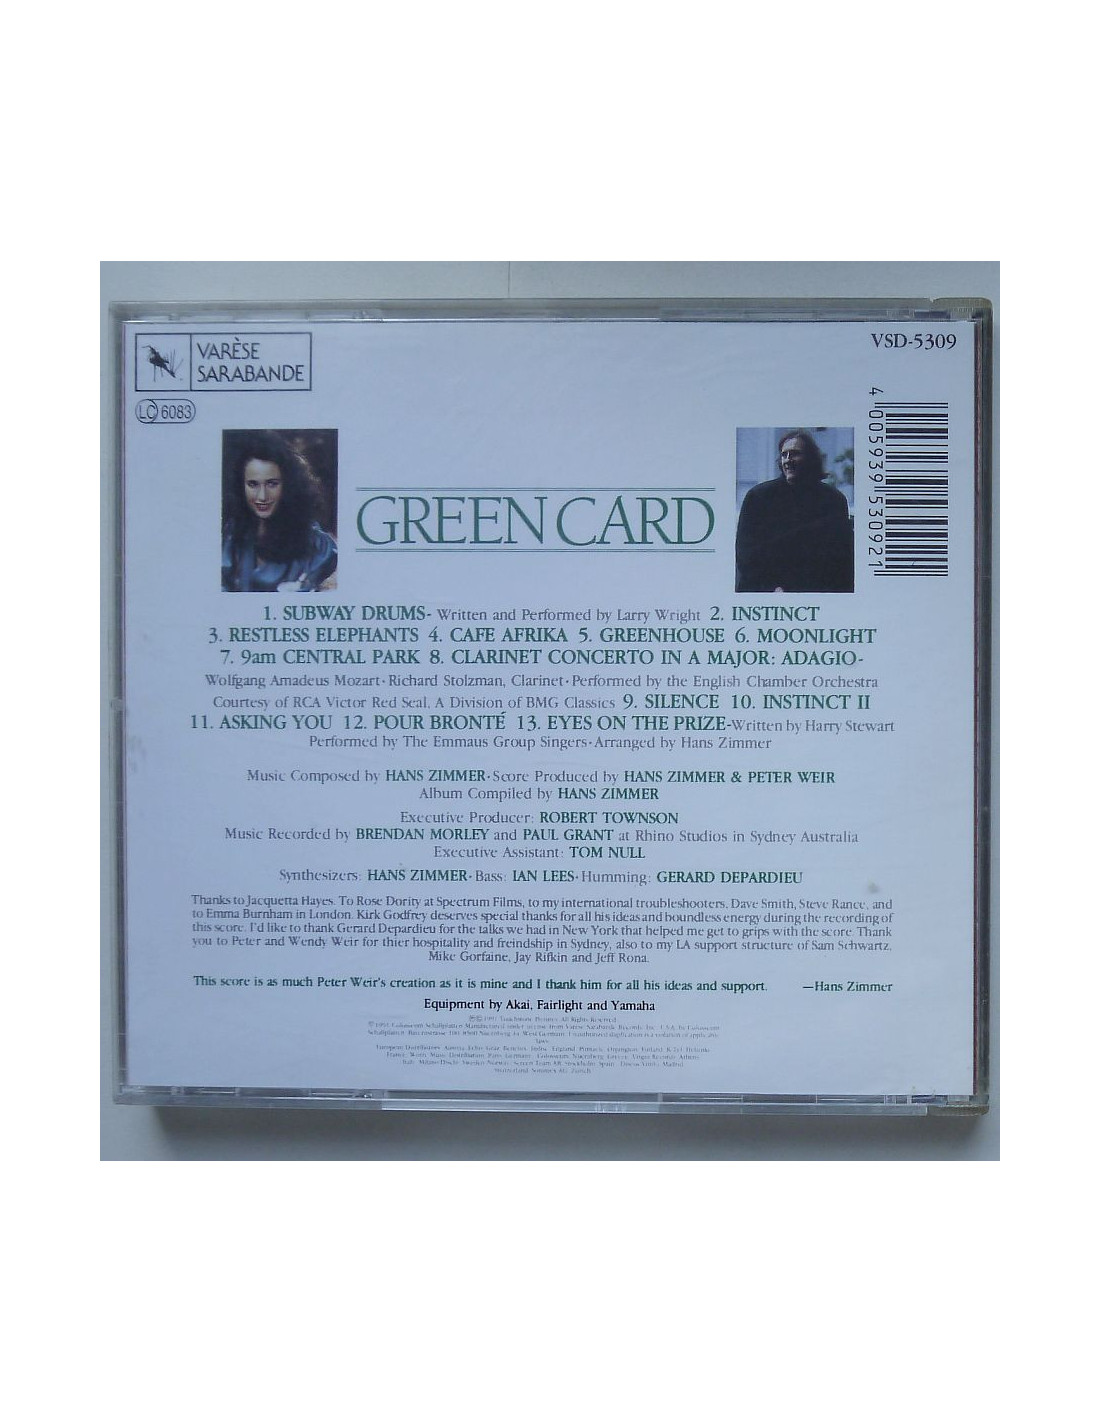 VARÈSE
SARABANDE
LC 6083
VSD-5309
4 005939 530921
GREEN CARD
1. SUBWAY DRUMS- Written and Performed by Larry Wright 2. INSTINCT
3. RESTLESS ELEPHANTS 4. CAFE AFRIKA 5. GREENHOUSE 6. MOONLIGHT
7. 9am CENTRAL PARK 8. CLARINET CONCERTO IN A MAJOR: ADAGIO-
Wolfgang Amadeus Mozart·Richard Stolzman, Clarinet·Performed by the English Chamber Orchestra
Courtesy of RCA Victor Red Seal, A Division of BMG Classics 9. SILENCE 10. INSTINCT II
11. ASKING YOU 12. POUR BRONTÉ 13. EYES ON THE PRIZE-Written by Harry Stewart
Performed by The Emmaus Group Singers·Arranged by Hans Zimmer
Music Composed by HANS ZIMMER·Score Produced by HANS ZIMMER & PETER WEIR
Album Compiled by HANS ZIMMER
Executive Producer: ROBERT TOWNSON
Music Recorded by BRENDAN MORLEY and PAUL GRANT at Rhino Studios in Sydney Australia
Executive Assistant: TOM NULL
Synthesizers: HANS ZIMMER·Bass: IAN LEES·Humming: GERARD DEPARDIEU
Thanks to Jacquetta Hayes. To Rose Dority at Spectrum Films, to my international troubleshooters, Dave Smith, Steve Rance, and
to Emma Burnham in London. Kirk Godfrey deserves special thanks for all his ideas and boundless energy during the recording of
this score. I'd like to thank Gerard Depardieu for the talks we had in New York that helped me get to grips with the score. Thank
you to Peter and Wendy Weir for thier hospitality and freindship in Sydney, also to my LA support structure of Sam Schwartz,
Mike Gorfaine, Jay Rifkin and Jeff Rona.
This score is as much Peter Weir's creation as it is mine and I thank him for all his ideas and support. —Hans Zimmer
Equipment by Akai, Fairlight and Yamaha
Touchstone Pictures All Rights Reserved